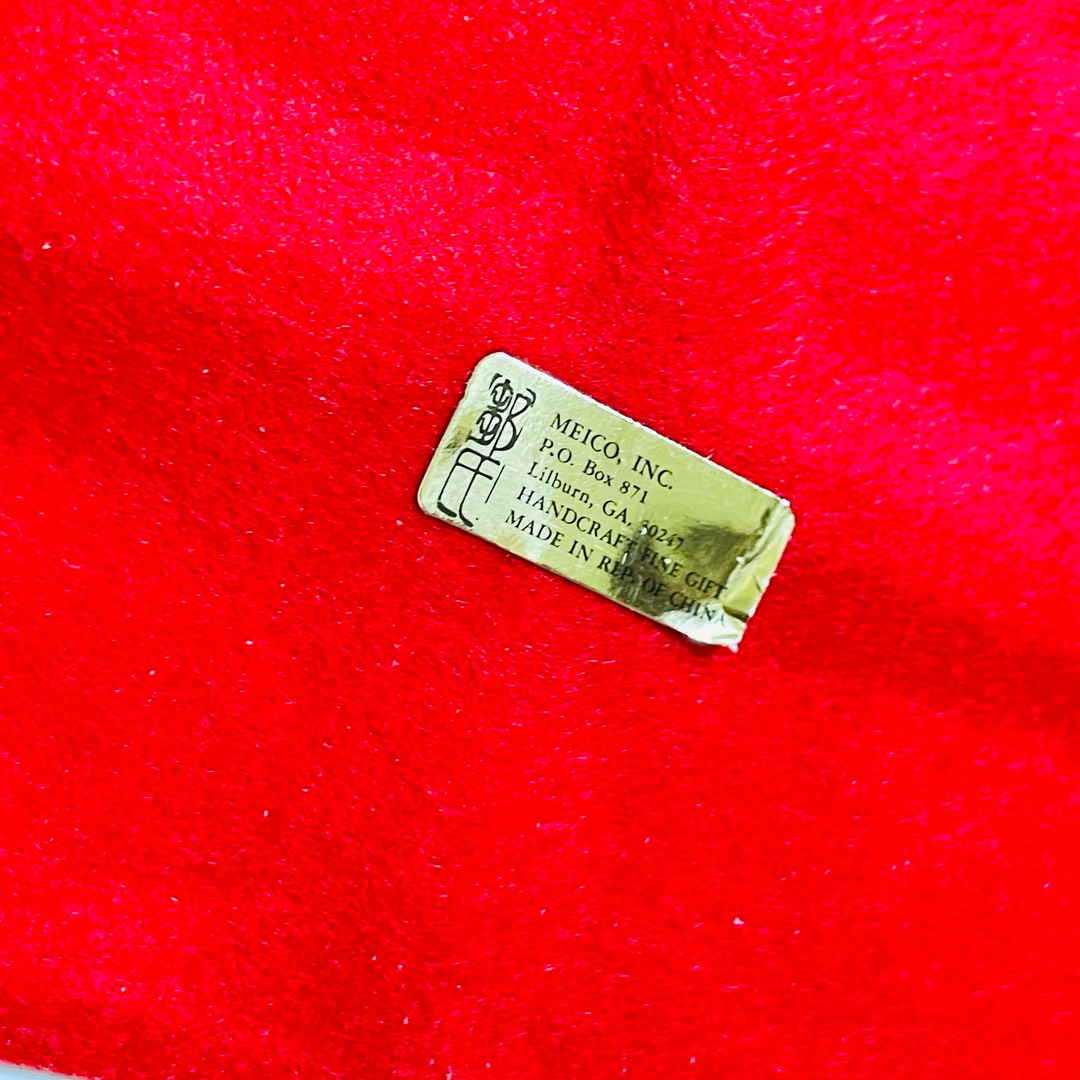 MEICO, INC.
P.O. Box 871
Lilburn, GA, 30247
HANDCRAFT FINE GIFT
MADE IN REP. OF CHINA